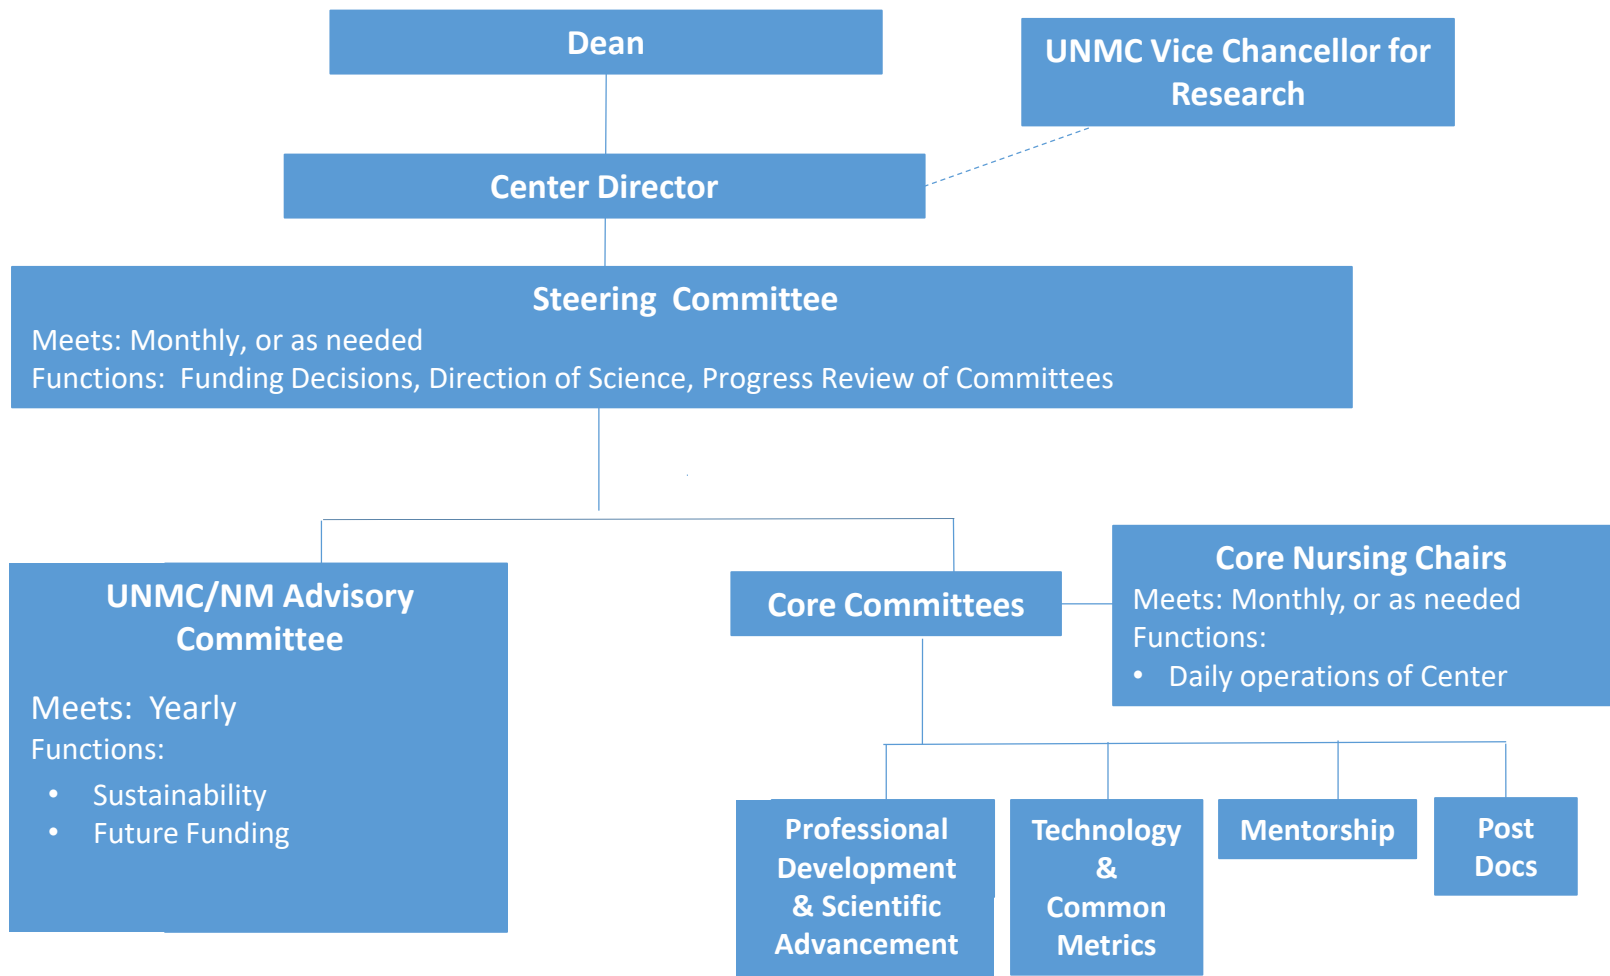 Dean
UNMC Vice Chancellor for
Research
Center Director
Steering  Committee
Meets: Monthly, or as needed
Functions:  Funding Decisions, Direction of Science, Progress Review of Committees
UNMC/NM Advisory
Committee
Meets:  Yearly
Functions:
• Sustainability
• Future Funding
Core Committees
Core Nursing Chairs
Meets: Monthly, or as needed
Functions:
• Daily operations of Center
Professional
Development
& Scientific
Advancement
Technology
&
Common
Metrics
Mentorship
Post
Docs